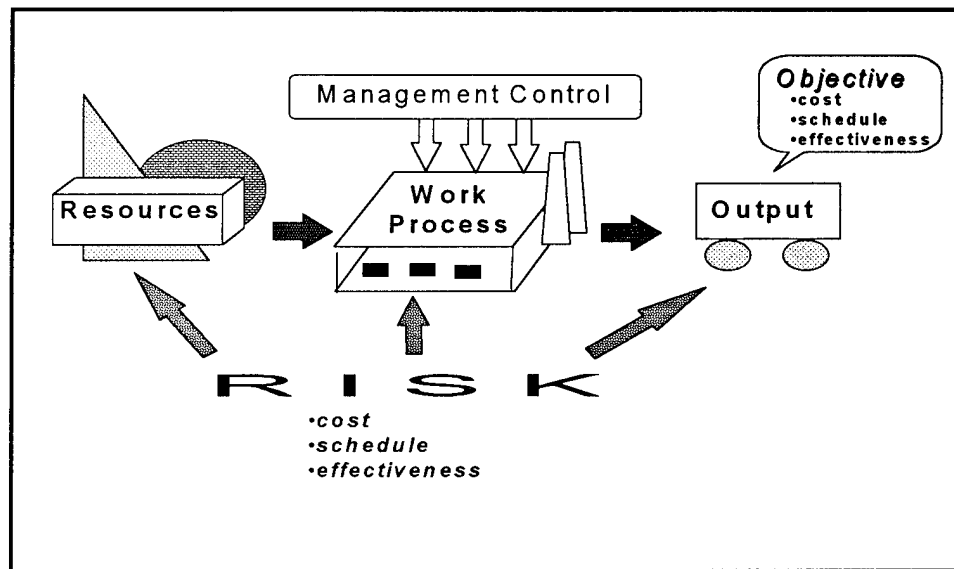 Management Control
Objective
•cost
•schedule
•effectiveness
Resources
Work
Process
Output
RISK
•cost
•schedule
•effectiveness